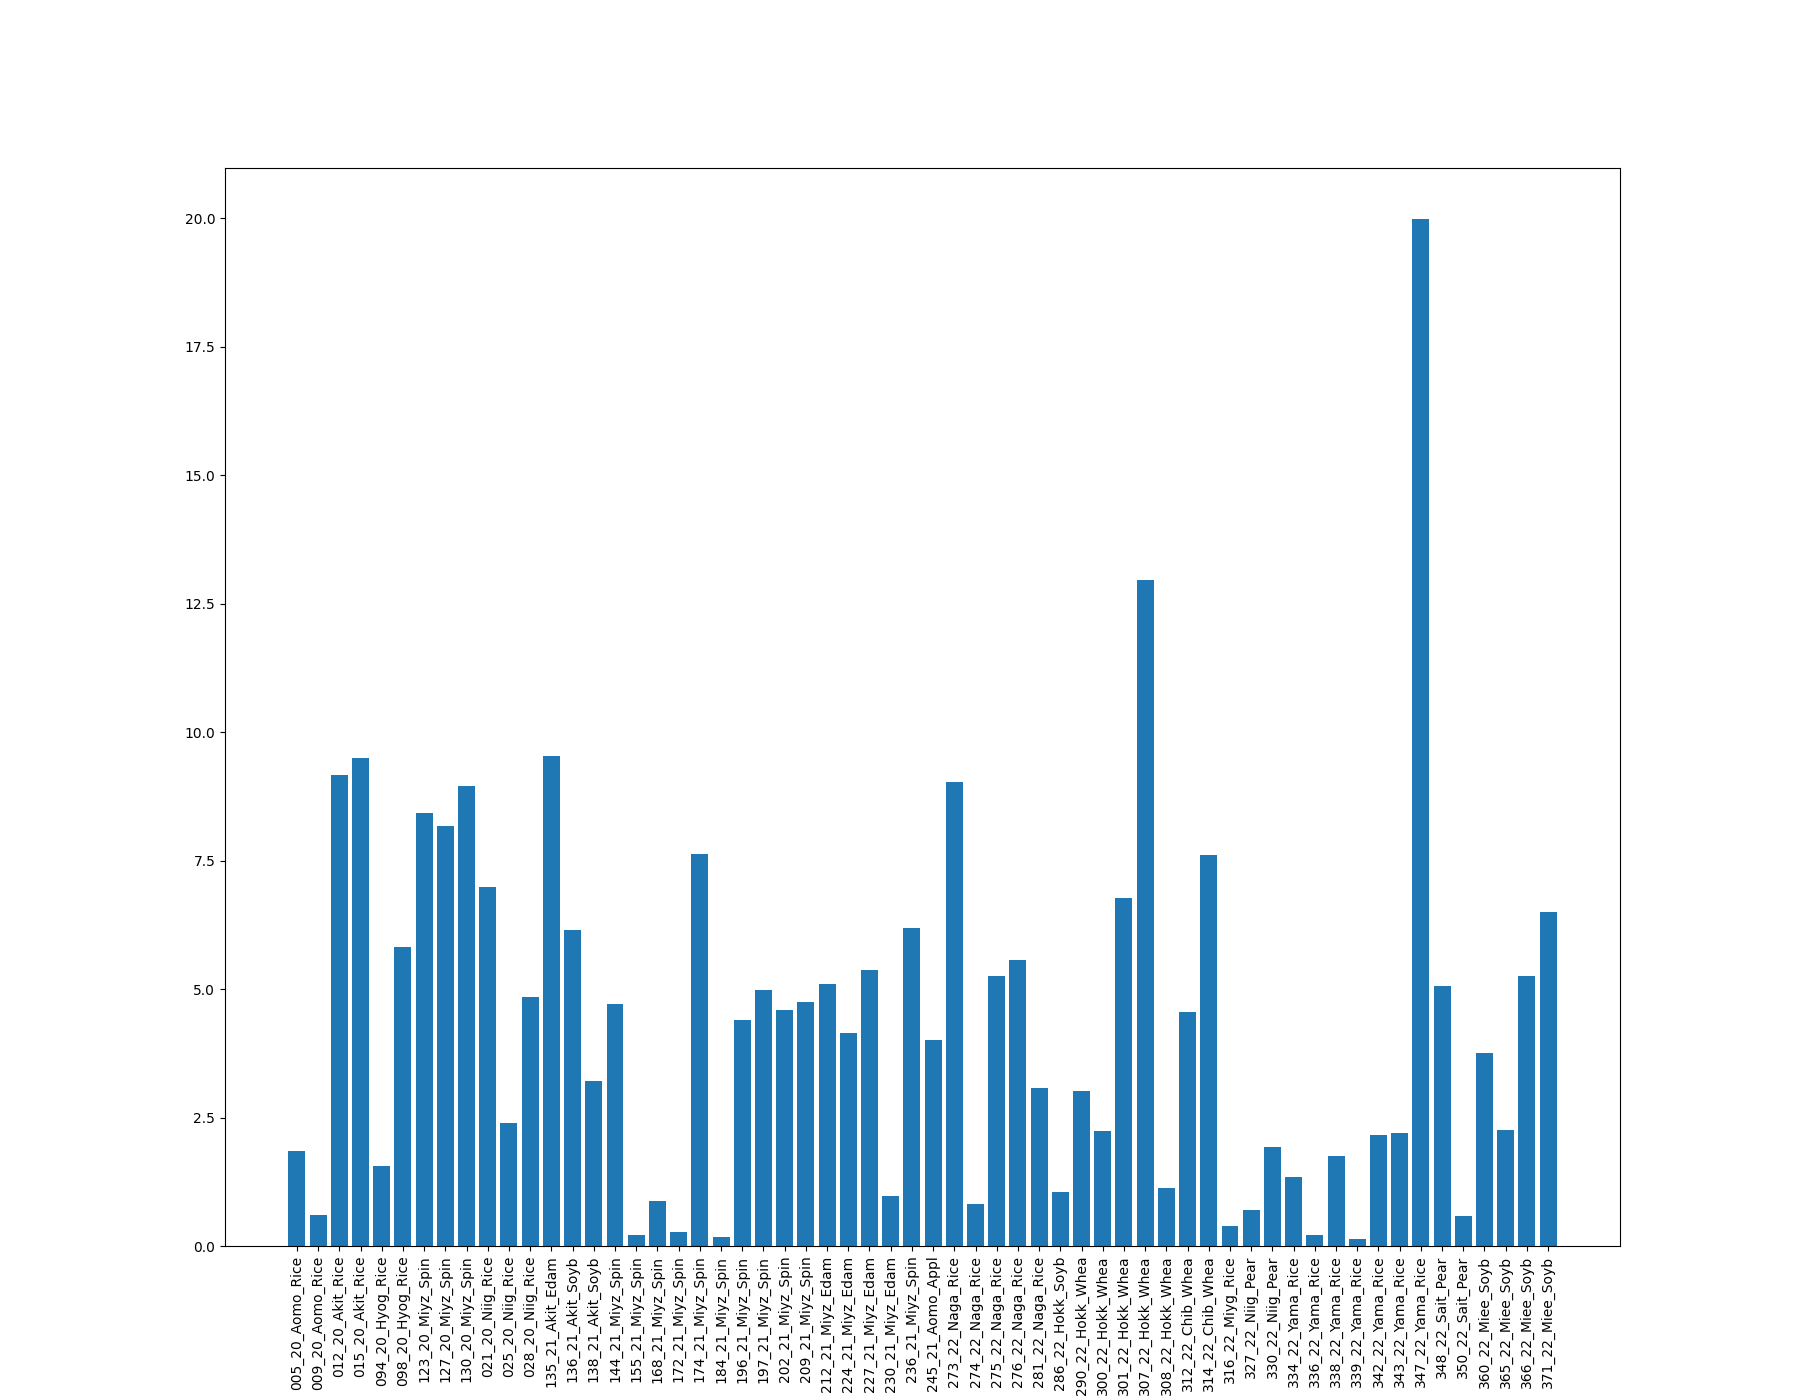 20.0
17.5
15.0
12.5
10.0
7.5
5.0
2.5
0.0
005_20_Aomo_Rice
009_20_Aomo_Rice
012_20_Akit_Rice
015_20_Akit_Rice
094_20_Hyog_Rice
098_20_Hyog_Rice
123_20_Miyz_Spin
127_20_Miyz_Spin
130_20_Miyz_Spin
021_20_Niig_Rice
025_20_Niig_Rice
028_20_Niig_Rice
135_21_Akit_Edam
136_21_Akit_Soyb
138_21_Akit_Soyb
144_21_Miyz_Spin
155_21_Miyz_Spin
168_21_Miyz_Spin
172_21_Miyz_Spin
174_21_Miyz_Spin
184_21_Miyz_Spin
196_21_Miyz_Spin
197_21_Miyz_Spin
202_21_Miyz_Spin
209_21_Miyz_Spin
212_21_Miyz_Edam
224_21_Miyz_Edam
227_21_Miyz_Edam
230_21_Miyz_Edam
236_21_Miyz_Spin
245_21_Aomo_Appl
273_22_Naga_Rice
274_22_Naga_Rice
275_22_Naga_Rice
276_22_Naga_Rice
281_22_Naga_Rice
286_22_Hokk_Soyb
290_22_Hokk_Whea
300_22_Hokk_Whea
301_22_Hokk_Whea
307_22_Hokk_Whea
308_22_Hokk_Whea
312_22_Chib_Whea
314_22_Chib_Whea
316_22_Miyg_Rice
327_22_Niig_Pear
330_22_Niig_Pear
334_22_Yama_Rice
336_22_Yama_Rice
338_22_Yama_Rice
339_22_Yama_Rice
342_22_Yama_Rice
343_22_Yama_Rice
347_22_Yama_Rice
348_22_Sait_Pear
350_22_Sait_Pear
360_22_Miee_Soyb
365_22_Miee_Soyb
366_22_Miee_Soyb
371_22_Miee_Soyb